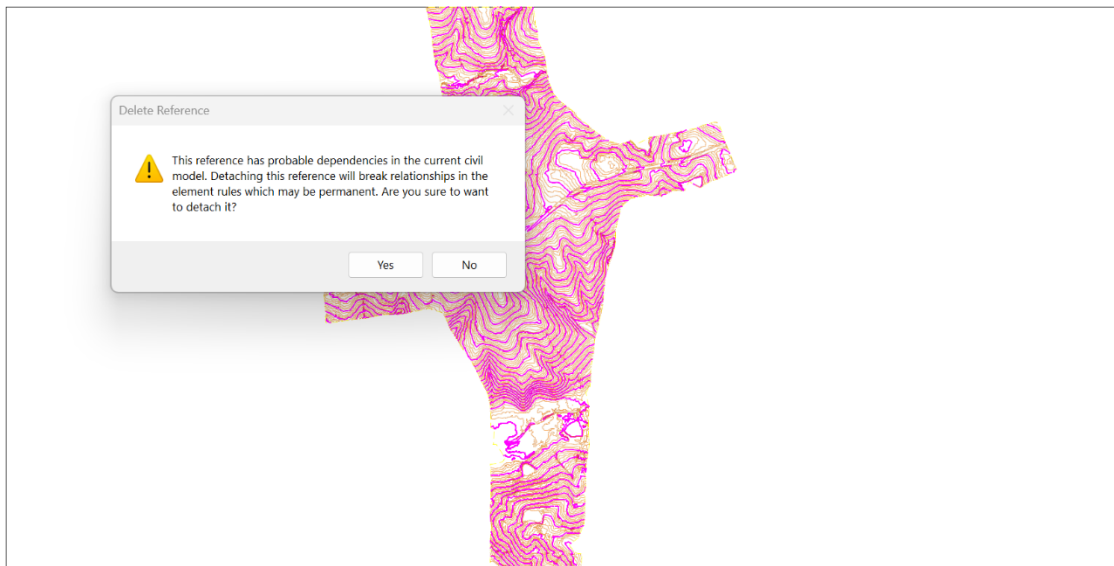 Delete Reference
This reference has probable dependencies in the current civil
model. Detaching this reference will break relationships in the
element rules which may be permanent. Are you sure to want
to detach it?
Yes
No